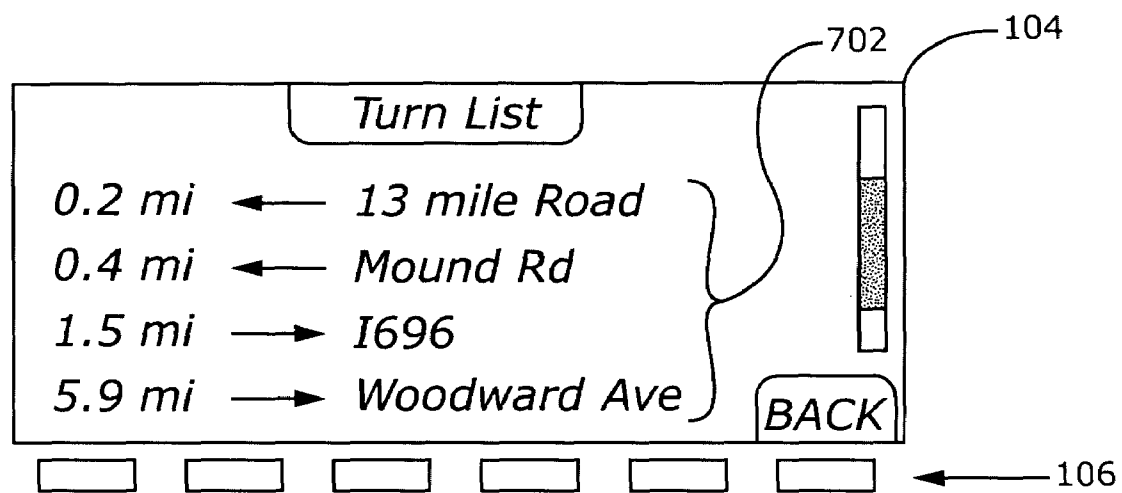 104
702
Turn List
0.2 mi ← 13 mile Road
0.4 mi ← Mound Rd
1.5 mi → I696
5.9 mi → Woodward Ave
BACK
106